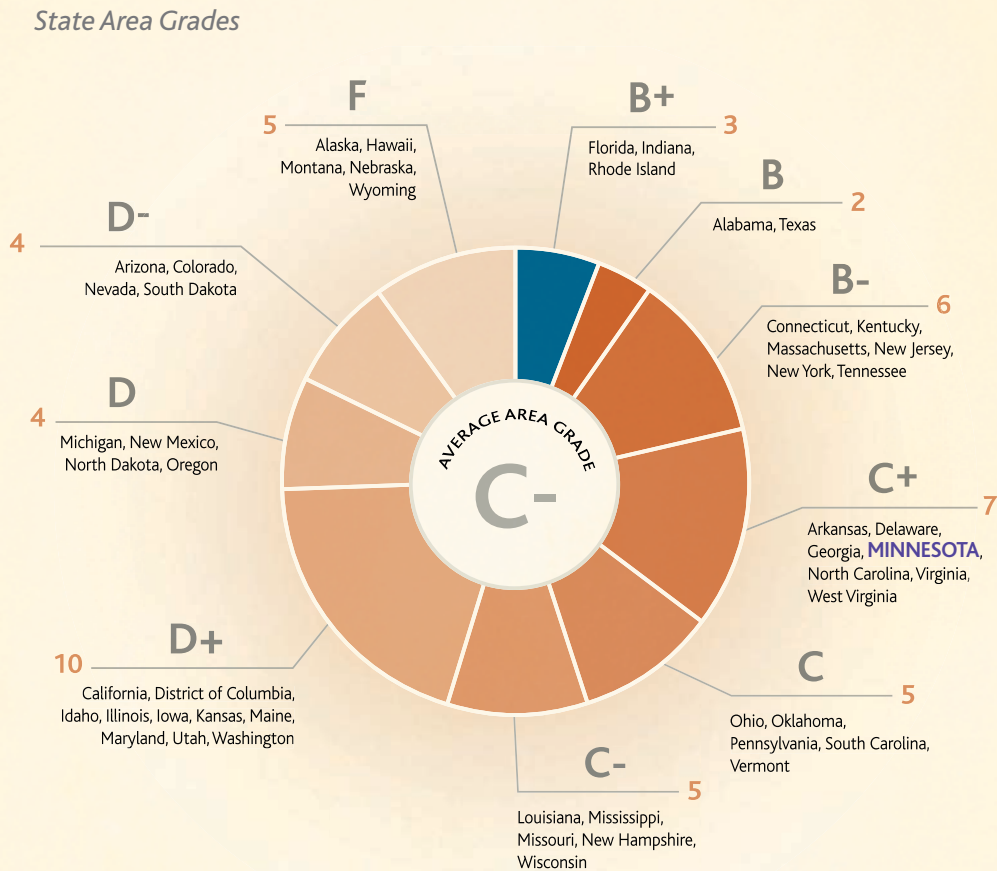 State Area Grades
F
5
Alaska, Hawaii,
Montana, Nebraska,
Wyoming
B+
3
Florida, Indiana,
Rhode Island
B
2
Alabama, Texas
B-
6
Connecticut, Kentucky,
Massachusetts, New Jersey,
New York, Tennessee
C+
7
Arkansas, Delaware,
Georgia, MINNESOTA,
North Carolina, Virginia,
West Virginia
C
5
Ohio, Oklahoma,
Pennsylvania, South Carolina,
Vermont
C-
5
Louisiana, Mississippi,
Missouri, New Hampshire,
Wisconsin
D+
10
California, District of Columbia,
Idaho, Illinois, Iowa, Kansas, Maine,
Maryland, Utah, Washington
D
4
Michigan, New Mexico,
North Dakota, Oregon
D-
4
Arizona, Colorado,
Nevada, South Dakota
AVERAGE AREA GRADE
C-